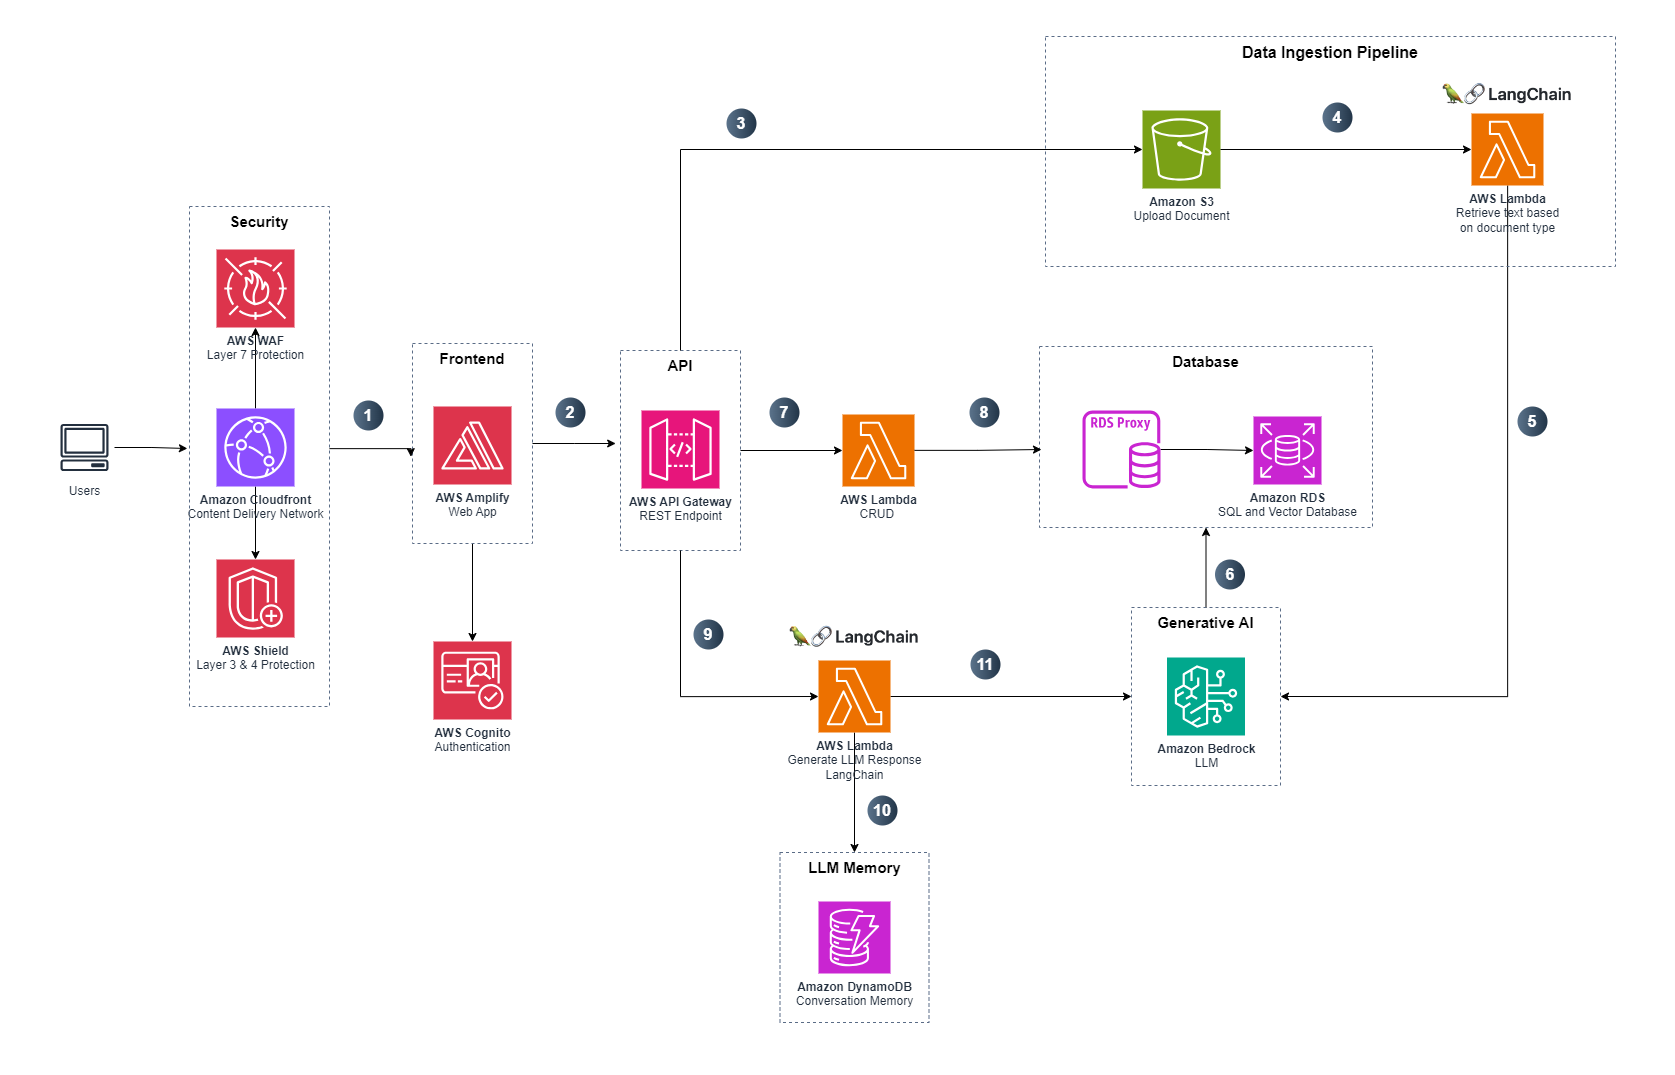 Data Ingestion Pipeline
LangChain
3
4
Amazon S3
Upload Document
AWS Lambda
Retrieve text based
on document type
Security
AWS WAF
Layer 7 Protection
Amazon Cloudfront
Content Delivery Network
AWS Shield
Layer 3 & 4 Protection
Users
1
Frontend
AWS Amplify
Web App
AWS Cognito
Authentication
2
API
AWS API Gateway
REST Endpoint
7
AWS Lambda
CRUD
8
Database
RDS Proxy
Amazon RDS
SQL and Vector Database
5
6
Generative AI
Amazon Bedrock
LLM
9
LangChain
AWS Lambda
Generate LLM Response
LangChain
11
10
LLM Memory
Amazon DynamoDB
Conversation Memory